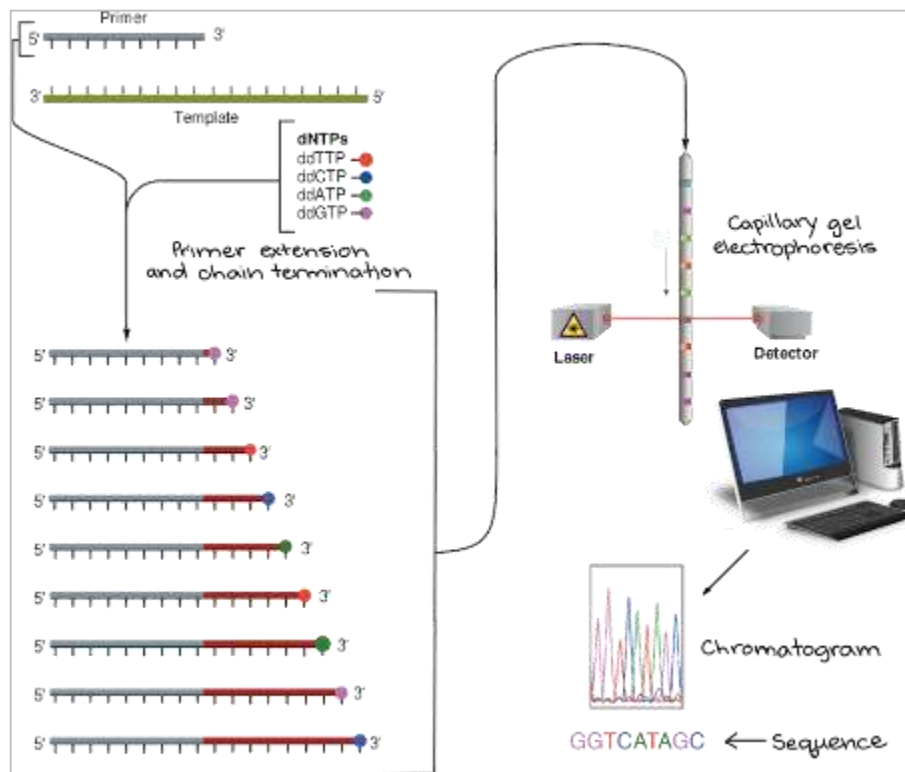 Primer
5' 3'
3' 5'
Template
dNTPs
ddTTP
ddCTP
ddATP
ddGTP
Primer extension
and chain termination
5' 3'
5' 3'
5' 3'
5' 3'
5' 3'
5' 3'
5' 3'
5' 3'
5' 3'
Capillary gel
electrophoresis
Laser
Detector
Chromatogram
GGTCATAGC
Sequence